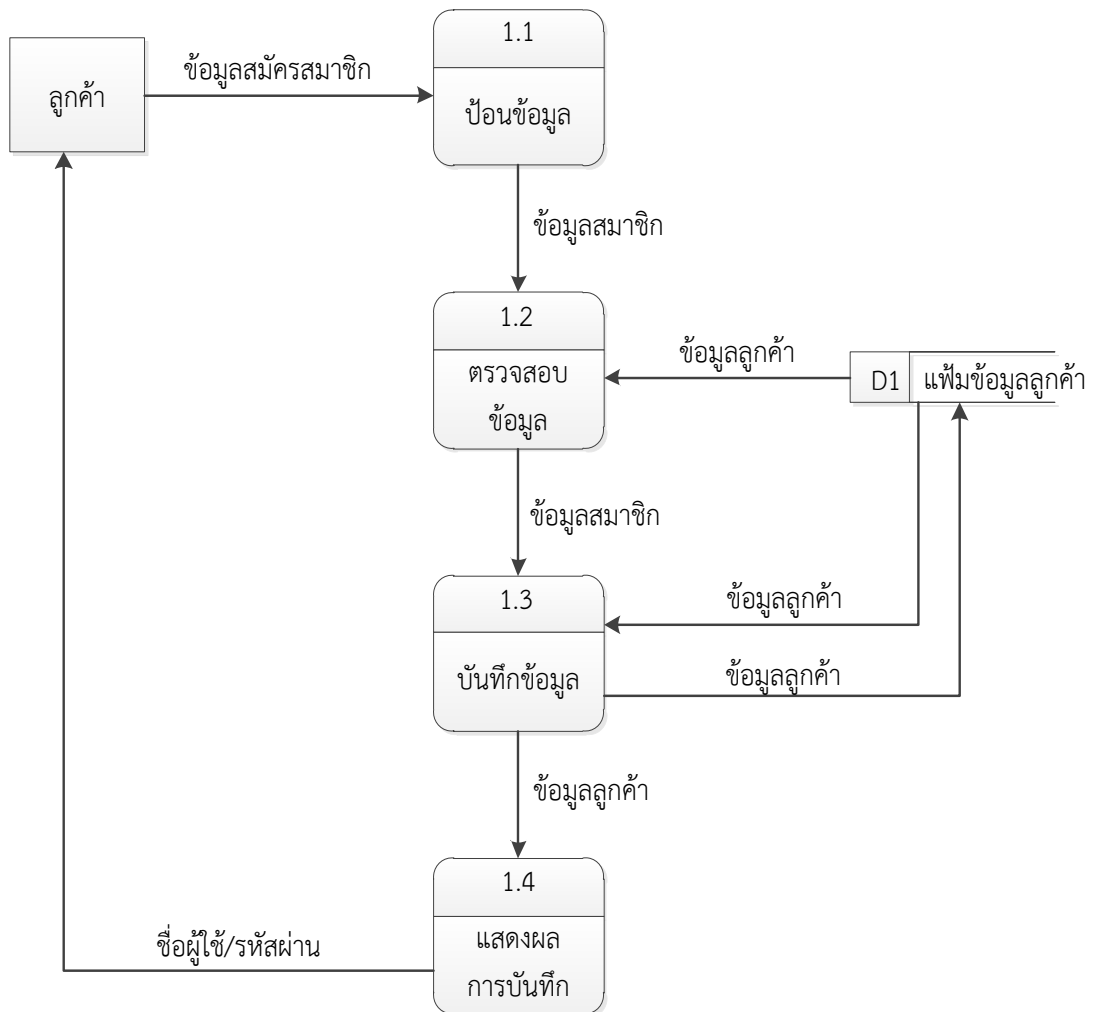 1.1
ลูกค้า
ข้อมูลสมัครสมาชิก
ป้อนข้อมูล
ข้อมูลสมาชิก
1.2
ตรวจสอบ
ข้อมูล
ข้อมูลลูกค้า
D1
แฟ้มข้อมูลลูกค้า
ข้อมูลสมาชิก
1.3
บันทึกข้อมูล
ข้อมูลลูกค้า
ข้อมูลลูกค้า
ข้อมูลลูกค้า
1.4
แสดงผล
การบันทึก
ชื่อผู้ใช้/รหัสผ่าน